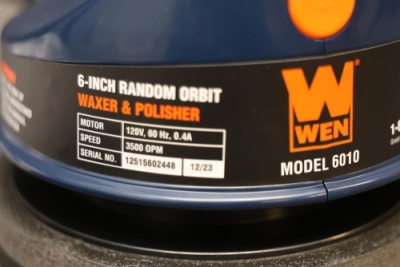 6-INCH RANDOM ORBIT
WAXER & POLISHER
MOTOR 120V, 60 Hz, 0.4A
SPEED 3500 OPM
SERIAL NO. 12515602448 12/23
WEN
MODEL 6010